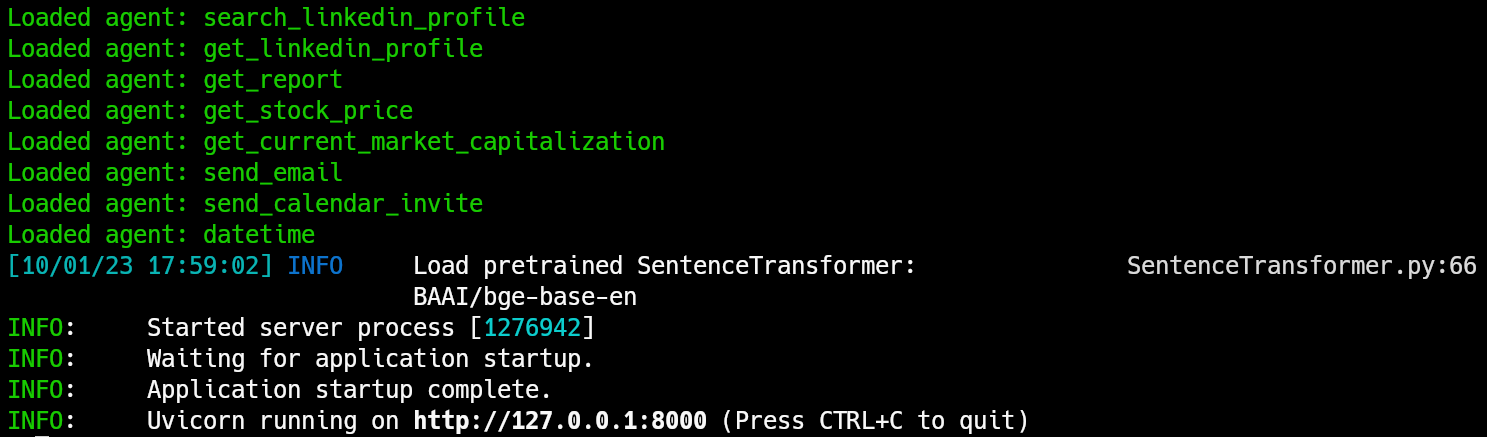 Loaded agent: search_linkedin_profile
Loaded agent: get_linkedin_profile
Loaded agent: get_report
Loaded agent: get_stock_price
Loaded agent: get_current_market_capitalization
Loaded agent: send_email
Loaded agent: send_calendar_invite
Loaded agent: datetime
[10/01/23 17:59:02] INFO Load pretrained SentenceTransformer: SentenceTransformer.py:66
BAAI/bge-base-en
INFO: Started server process [1276942]
INFO: Waiting for application startup.
INFO: Application startup complete.
INFO: Uvicorn running on http://127.0.0.1:8000 (Press CTRL+C to quit)